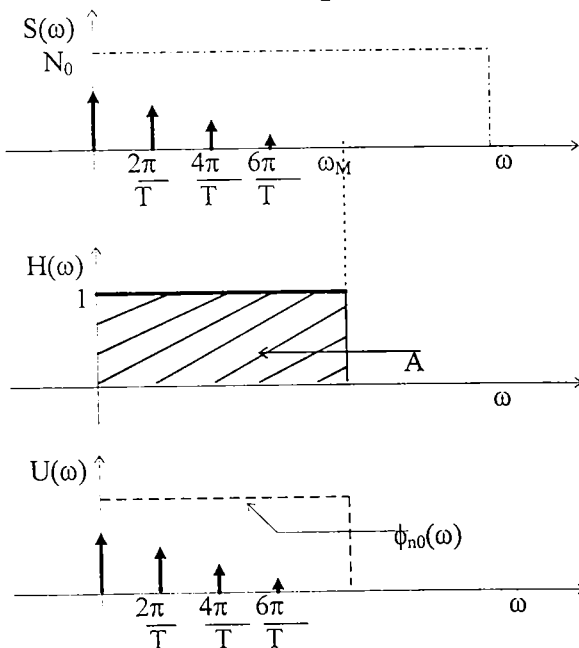 S(ω)
N₀
2π/T 4π/T 6π/T ω_M ω
H(ω)
1
A
ω
U(ω)
ϕ_n0(ω)
2π/T 4π/T 6π/T ω